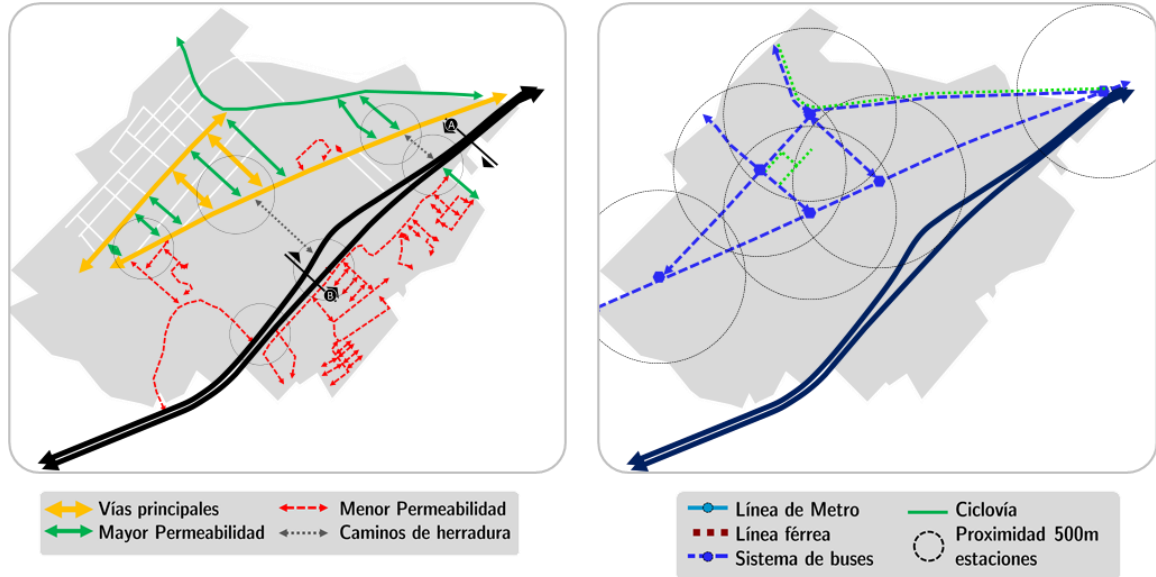 A
B
Vías principales
Mayor Permeabilidad
Menor Permeabilidad
Caminos de herradura
Línea de Metro
Línea férrea
Sistema de buses
Ciclovía
Proximidad 500m
estaciones